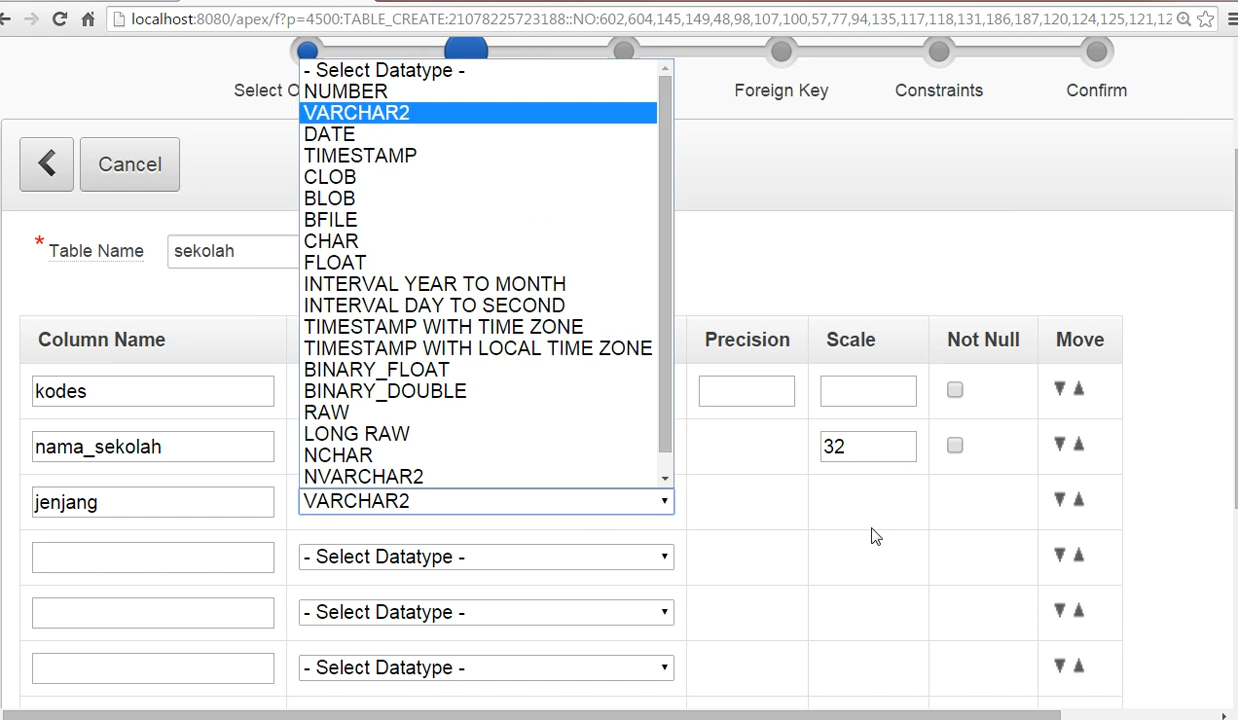 localhost:8080/apex/f?p=4500:TABLE_CREATE:21078225723188::NO:602,604,145,149,48,98,107,100,57,77,94,135,117,118,131,186,187,120,124,125,121,12
Select O
Foreign Key
Constraints
Confirm
Cancel
* Table Name
sekolah
- Select Datatype -
NUMBER
VARCHAR2
DATE
TIMESTAMP
CLOB
BLOB
BFILE
CHAR
FLOAT
INTERVAL YEAR TO MONTH
INTERVAL DAY TO SECOND
TIMESTAMP WITH TIME ZONE
TIMESTAMP WITH LOCAL TIME ZONE
BINARY_FLOAT
BINARY_DOUBLE
RAW
LONG RAW
NCHAR
NVARCHAR2
Column Name
Precision
Scale
Not Null
Move
kodes
nama_sekolah
32
jenjang
VARCHAR2
- Select Datatype -
- Select Datatype -
- Select Datatype -